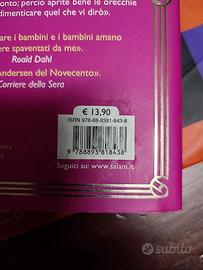 onto; perciò aprite bene le orecchie
dimenticare quel che vi dirò».
are i bambini e i bambini amano
ere spaventati da me».
Roald Dahl
Andersen del Novecento».
Corriere della Sera
€ 13,90
ISBN 978-88-9381-843-8
9 788893 818438
Seguici su: www.salani.it
subito